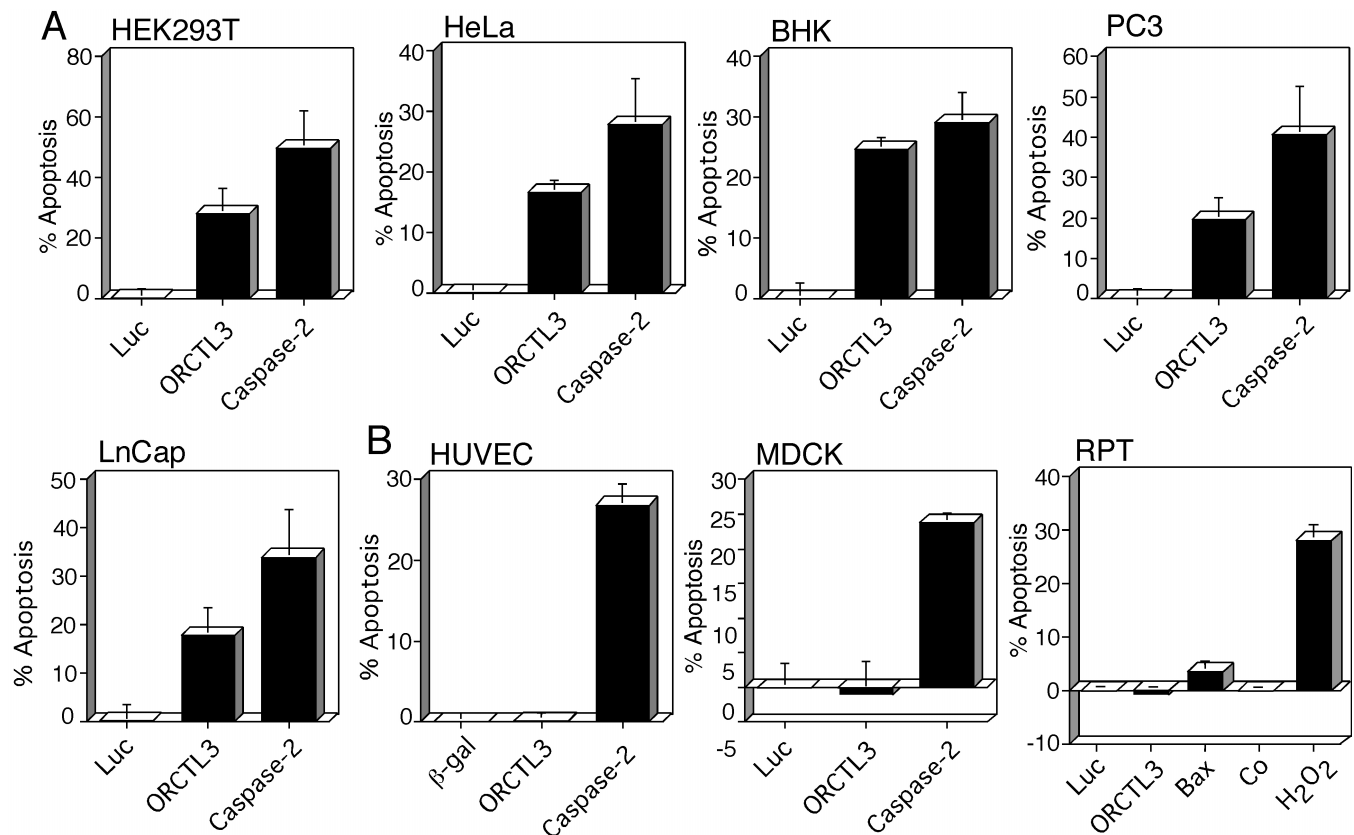 A
HEK293T
% Apoptosis
80
60
40
20
0
Luc
ORCTL3
Caspase-2
HeLa
% Apoptosis
40
30
20
10
0
Luc
ORCTL3
Caspase-2
BHK
% Apoptosis
40
30
20
10
0
Luc
ORCTL3
Caspase-2
PC3
% Apoptosis
60
50
40
30
20
10
0
Luc
ORCTL3
Caspase-2
LnCap
% Apoptosis
50
40
30
20
10
0
Luc
ORCTL3
Caspase-2
B
HUVEC
% Apoptosis
30
20
10
0
β-gal
ORCTL3
Caspase-2
MDCK
% Apoptosis
30
25
20
15
10
5
0
-5
Luc
ORCTL3
Caspase-2
RPT
% Apoptosis
40
30
20
10
0
-10
Luc
ORCTL3
Bax
Co
H2O2